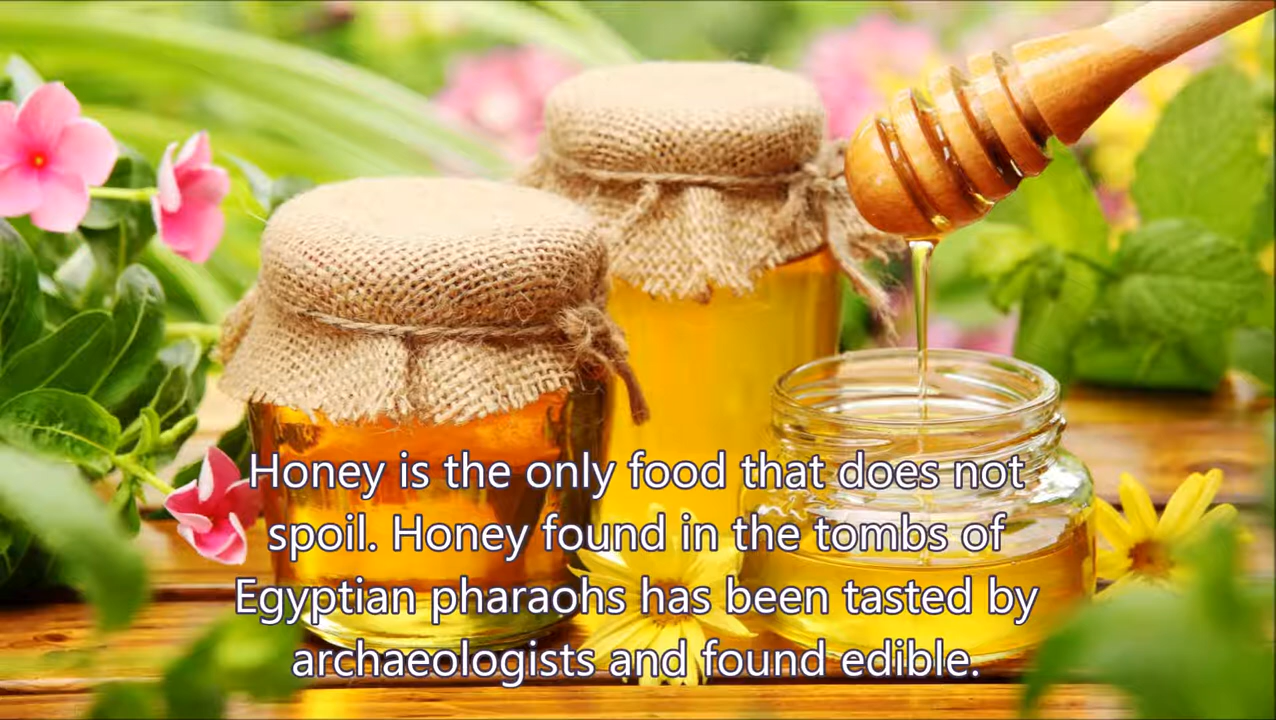 Honey is the only food that does not
spoil. Honey found in the tombs of
Egyptian pharaohs has been tasted by
archaeologists and found edible.